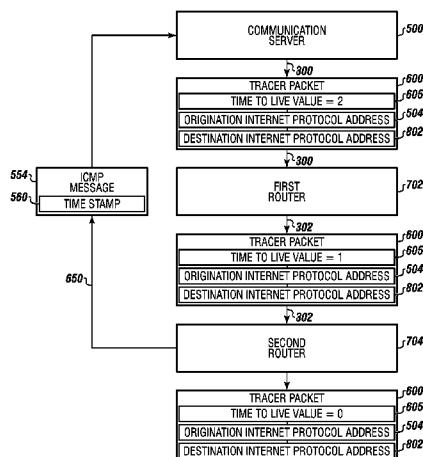 COMMUNICATION
SERVER
500
300
TRACER PACKET
600
TIME TO LIVE VALUE = 2
605
ORIGINATION INTERNET PROTOCOL ADDRESS
504
DESTINATION INTERNET PROTOCOL ADDRESS
802
300
554
ICMP
MESSAGE
560
TIME STAMP
FIRST
ROUTER
702
302
TRACER PACKET
600
TIME TO LIVE VALUE = 1
605
ORIGINATION INTERNET PROTOCOL ADDRESS
504
DESTINATION INTERNET PROTOCOL ADDRESS
802
650
302
SECOND
ROUTER
704
TRACER PACKET
600
TIME TO LIVE VALUE = 0
605
ORIGINATION INTERNET PROTOCOL ADDRESS
504
DESTINATION INTERNET PROTOCOL ADDRESS
802